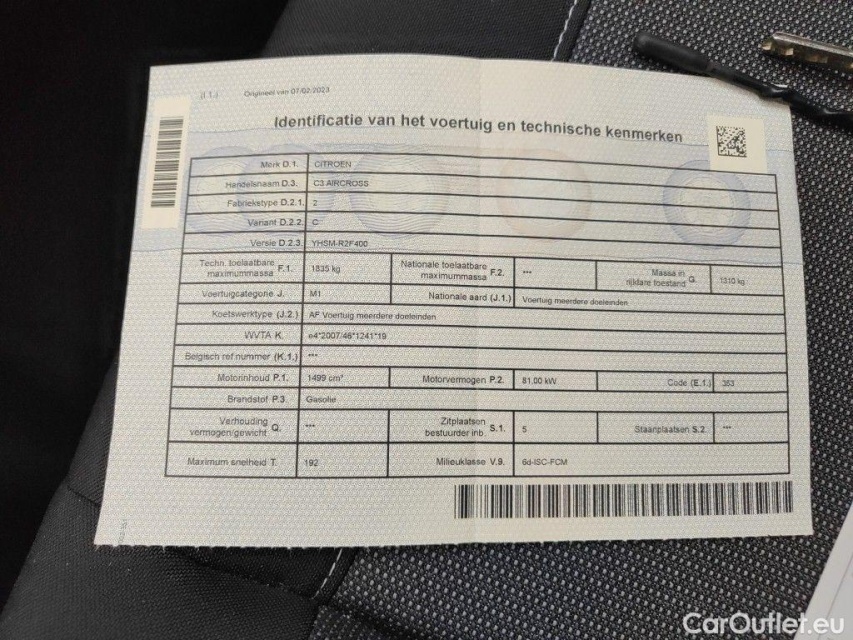 (I.1.) Origineel van 07/02/2023
Identificatie van het voertuig en technische kenmerken
Merk D.1. CITROEN
Handelsnaam D.3. C3 AIRCROSS
Fabriekstype D.2.1. 2
Variant D.2.2. C
Versie D.2.3. YHSM-R2F400
Techn. toelaatbare maximummassa F.1. 1835 kg Nationale toelaatbare maximummassa F.2. *** Massa in rijklare toestand G. 1310 kg
Voertuigcategorie J. M1 Nationale aard (J.1.) Voertuig meerdere doeleinden
Koetswerktype (J.2.) AF Voertuig meerdere doeleinden
WVTA K. e4*2007/46*1241*19
Belgisch ref nummer (K.1.) ***
Motorinhoud P.1. 1499 cm³ Motorvermogen P.2. 81,00 kW Code (E.1.) 353
Brandstof P.3. Gasolie
Verhouding vermogen/gewicht Q. *** Zitplaatsen bestuurder inb. S.1. 5 Staanplaatsen S.2. ***
Maximum snelheid T. 192 Milieuklasse V.9. 6d-ISC-FCM
CarOutlet.eu